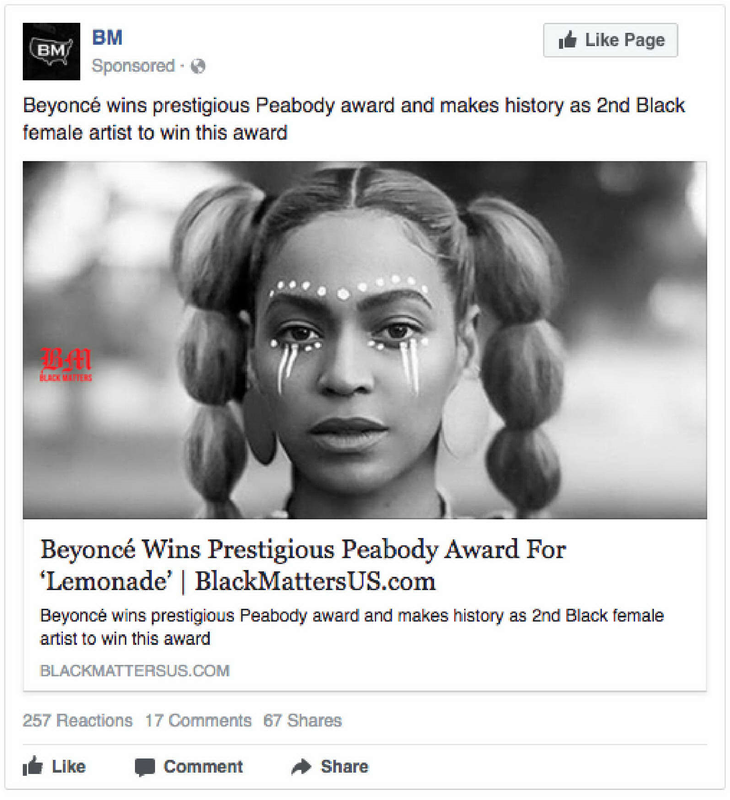 BM
BM
Sponsored ·
Like Page
Beyoncé wins prestigious Peabody award and makes history as 2nd Black
female artist to win this award
BM
BLACK MATTERS
Beyoncé Wins Prestigious Peabody Award For
‘Lemonade’ | BlackMattersUS.com
Beyoncé wins prestigious Peabody award and makes history as 2nd Black female
artist to win this award
BLACKMATTERSUS.COM
257 Reactions 17 Comments 67 Shares
Like Comment Share